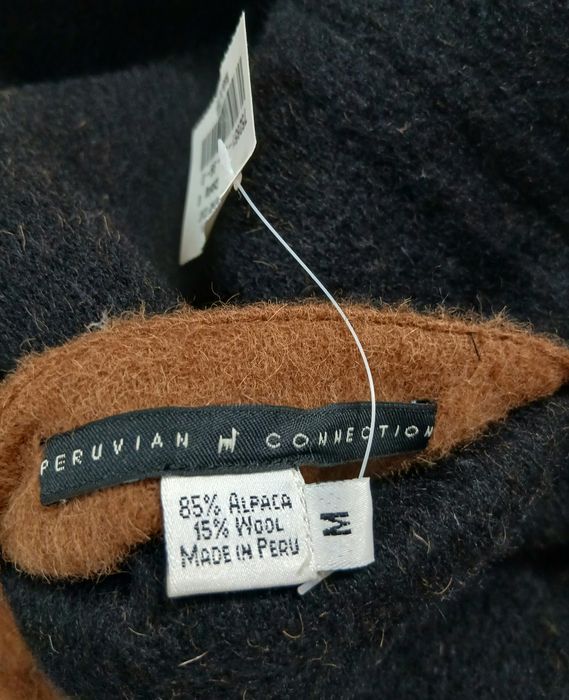 PERUVIAN CONNECTION
85% ALPACA
15% WOOL
MADE IN PERU
M